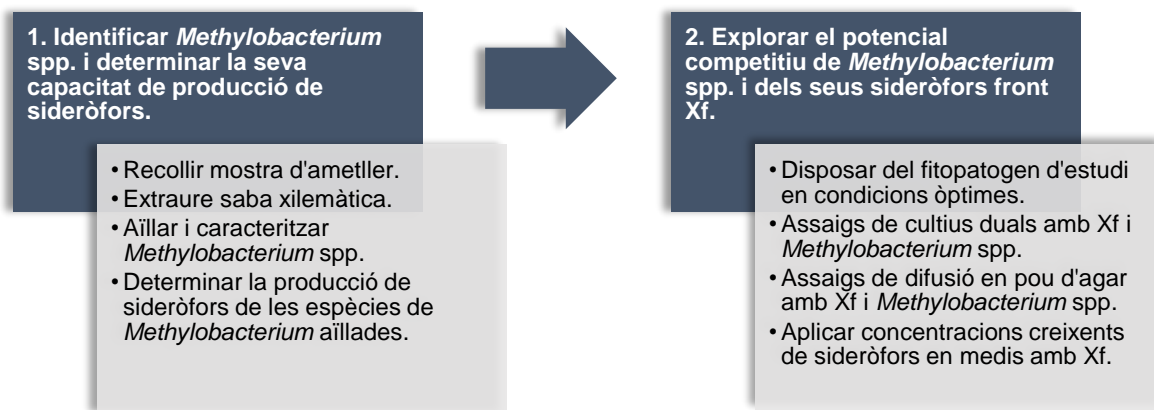 1. Identificar Methylobacterium
spp. i determinar la seva
capacitat de producció de
sideròfors.
• Recollir mostra d'ametller.
• Extraure saba xilemàtica.
• Aïllar i caracteritzar
Methylobacterium spp.
• Determinar la producció de
sideròfors de les espècies de
Methylobacterium aïllades.
2. Explorar el potencial
competitiu de Methylobacterium
spp. i dels seus sideròfors front
Xf.
• Disposar del fitopatogen d'estudi
en condicions òptimes.
• Assaigs de cultius duals amb Xf i
Methylobacterium spp.
• Assaigs de difusió en pou d'agar
amb Xf i Methylobacterium spp.
• Aplicar concentracions creixents
de sideròfors en medis amb Xf.